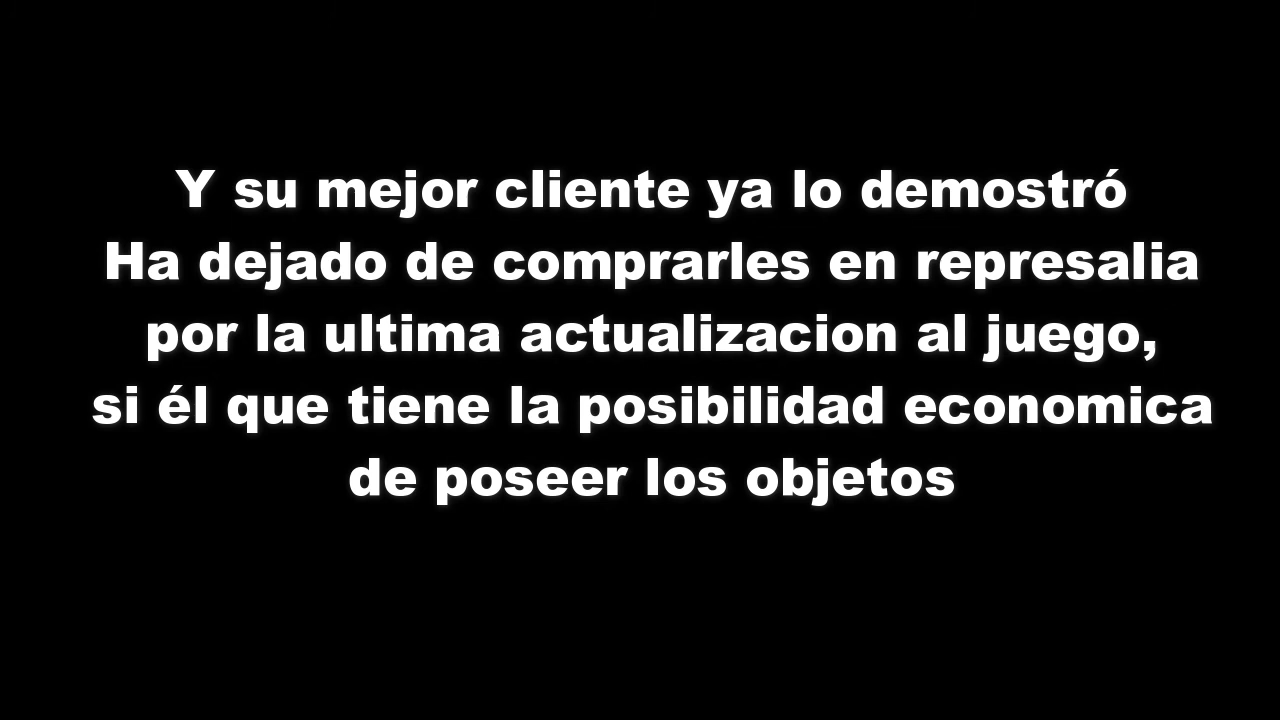 Y su mejor cliente ya lo demostró
Ha dejado de comprarles en represalia
por la ultima actualizacion al juego,
si él que tiene la posibilidad economica
de poseer los objetos